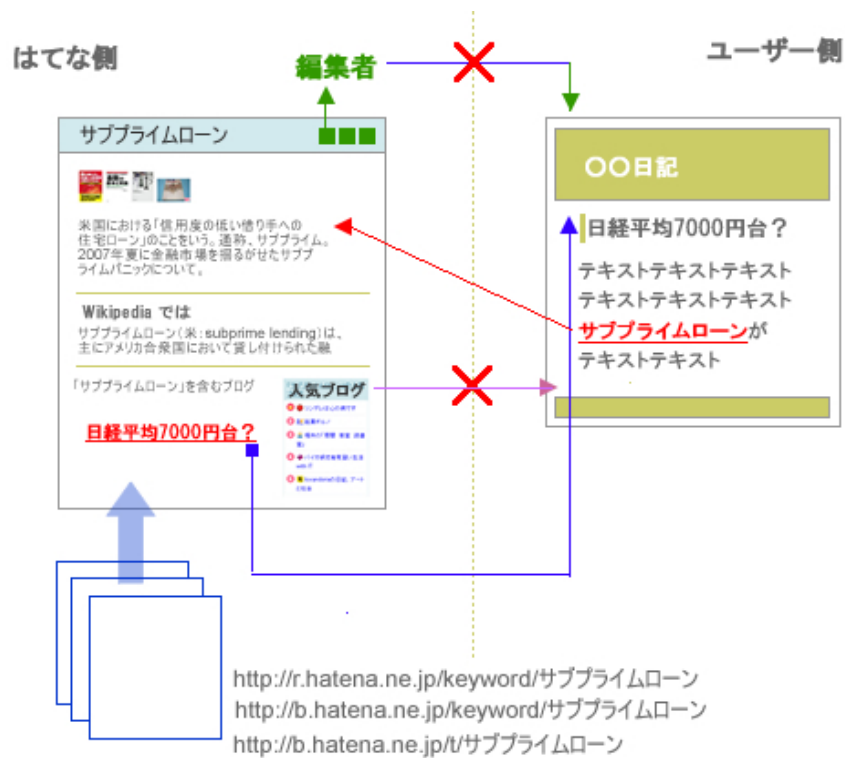 はてな側
編集者
ユーザー側
サブプライムローン
米国における「信用度の低い借り手への
住宅ローン」のことをいう。通称、サブプライム。
2007年夏に金融市場を揺るがせたサブプ
ライムパニックについて。
Wikipedia では
サブプライムローン（米：subprime lending）は、
主にアメリカ合衆国において貸し付けられた融
「サブプライムローン」を含むブログ
人気ブログ
日経平均7000円台？
〇〇日記
日経平均7000円台？
テキストテキストテキスト
テキストテキストテキスト
サブプライムローンが
テキストテキスト
http://r.hatena.ne.jp/keyword/サブプライムローン
http://b.hatena.ne.jp/keyword/サブプライムローン
http://b.hatena.ne.jp/t/サブプライムローン